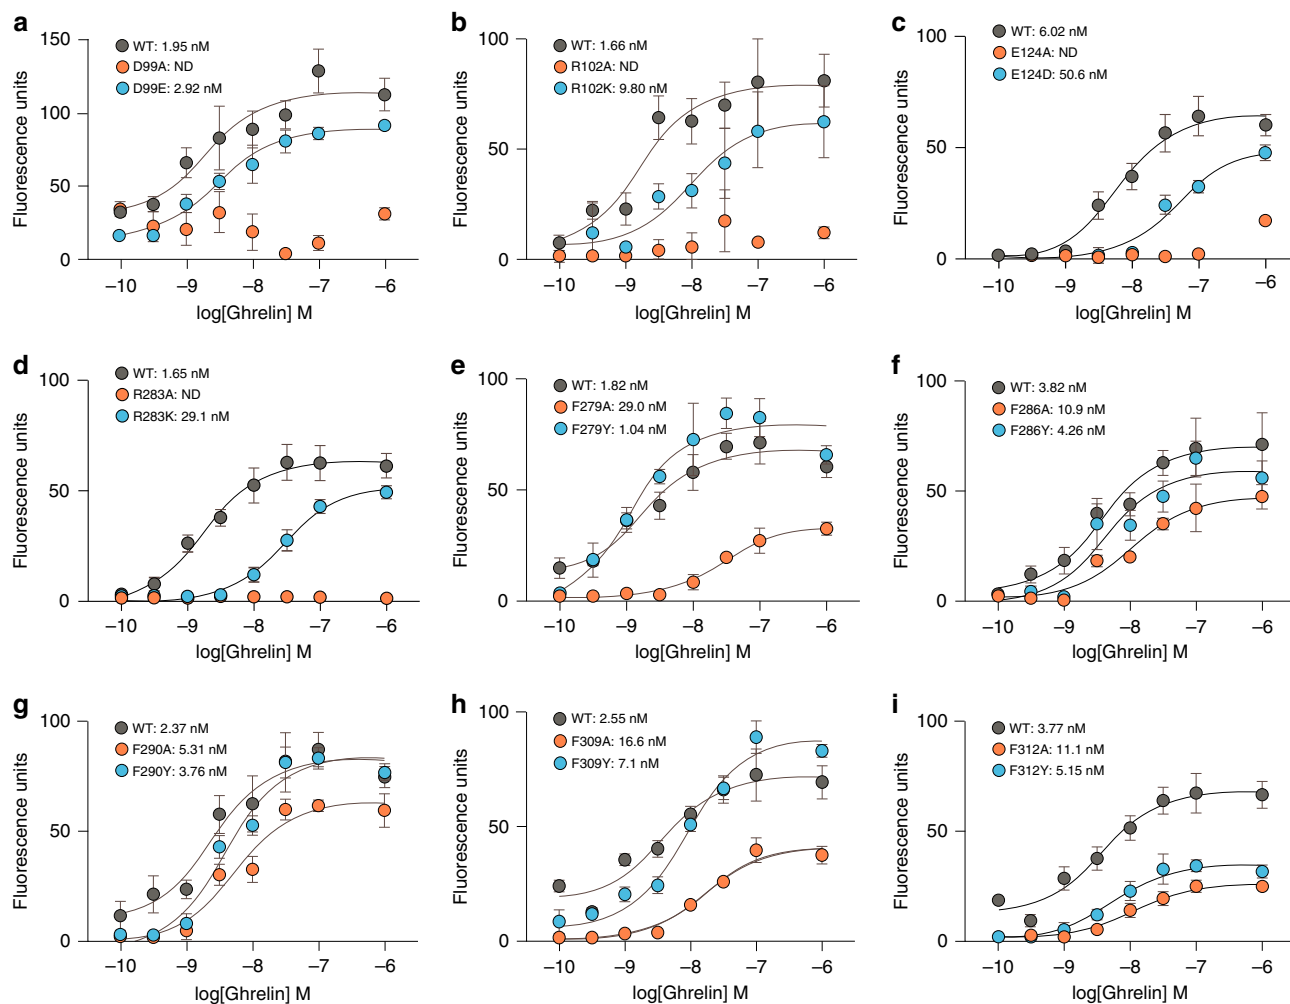 a
WT: 1.95 nM
D99A: ND
D99E: 2.92 nM
Fluorescence units
150
100
50
0
–10 –9 –8 –7 –6
log[Ghrelin] M
b
WT: 1.66 nM
R102A: ND
R102K: 9.80 nM
Fluorescence units
100
50
0
–10 –9 –8 –7 –6
log[Ghrelin] M
c
WT: 6.02 nM
E124A: ND
E124D: 50.6 nM
Fluorescence units
100
50
0
–10 –9 –8 –7 –6
log[Ghrelin] M
d
WT: 1.65 nM
R283A: ND
R283K: 29.1 nM
Fluorescence units
100
50
0
–10 –9 –8 –7 –6
log[Ghrelin] M
e
WT: 1.82 nM
F279A: 29.0 nM
F279Y: 1.04 nM
Fluorescence units
100
50
0
–10 –9 –8 –7 –6
log[Ghrelin] M
f
WT: 3.82 nM
F286A: 10.9 nM
F286Y: 4.26 nM
Fluorescence units
100
50
0
–10 –9 –8 –7 –6
log[Ghrelin] M
g
WT: 2.37 nM
F290A: 5.31 nM
F290Y: 3.76 nM
Fluorescence units
100
50
0
–10 –9 –8 –7 –6
log[Ghrelin] M
h
WT: 2.55 nM
F309A: 16.6 nM
F309Y: 7.1 nM
Fluorescence units
100
50
0
–10 –9 –8 –7 –6
log[Ghrelin] M
i
WT: 3.77 nM
F312A: 11.1 nM
F312Y: 5.15 nM
Fluorescence units
100
50
0
–10 –9 –8 –7 –6
log[Ghrelin] M